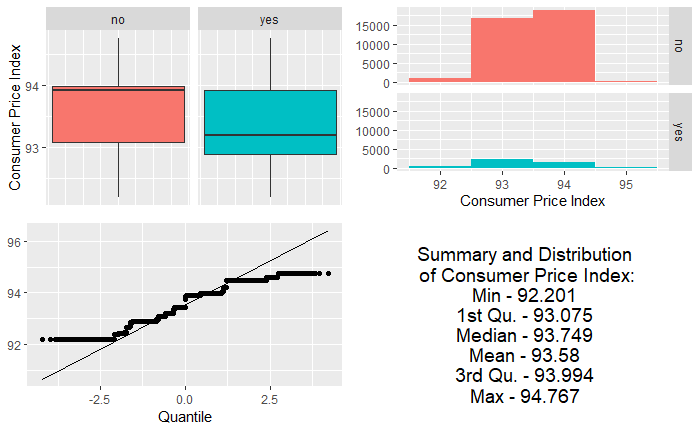 no
yes
Consumer Price Index
94
93
15000
10000
5000
0
no
15000
10000
5000
0
yes
92
93
94
95
Consumer Price Index
96
94
92
-2.5
0.0
2.5
Quantile
Summary and Distribution
of Consumer Price Index:
Min - 92.201
1st Qu. - 93.075
Median - 93.749
Mean - 93.58
3rd Qu. - 93.994
Max - 94.767